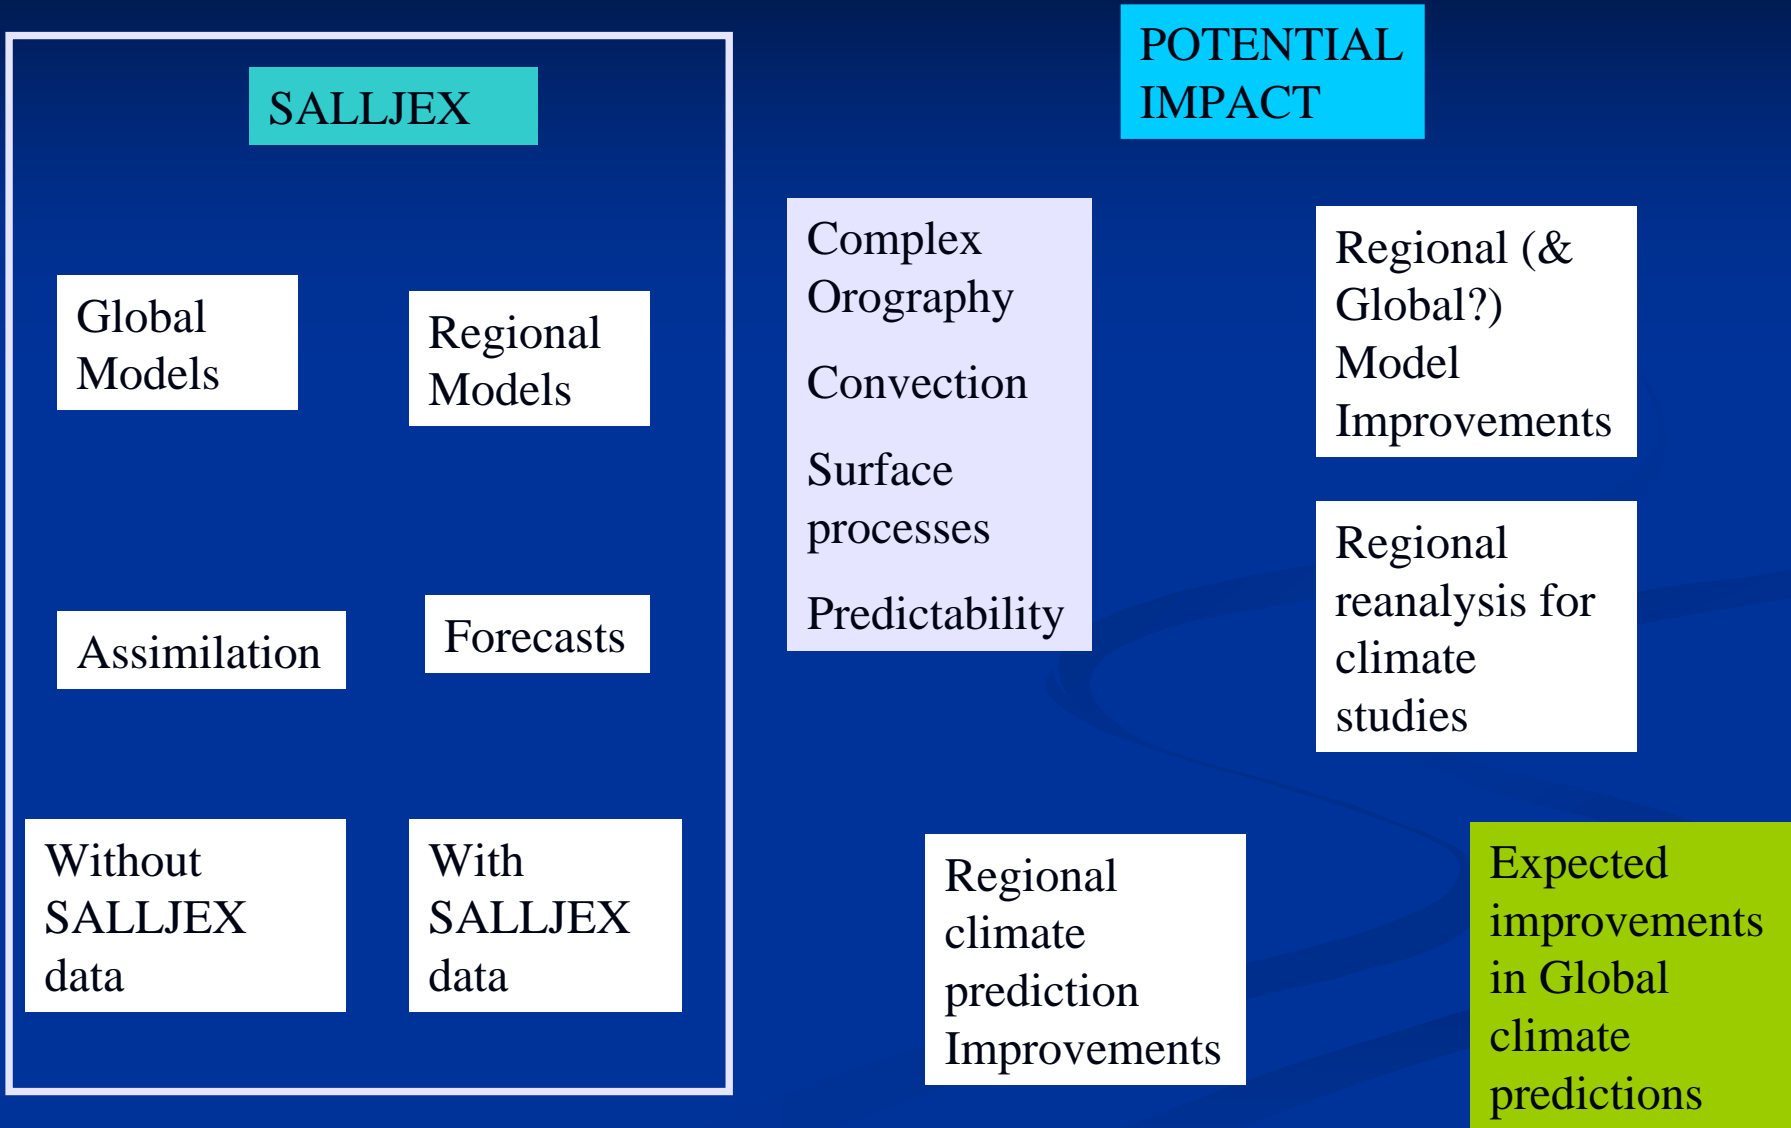 SALLJEX
Global
Models
Regional
Models
Assimilation
Forecasts
Without
SALLJEX
data
With
SALLJEX
data
POTENTIAL
IMPACT
Complex
Orography
Convection
Surface
processes
Predictability
Regional (&
Global?)
Model
Improvements
Regional
reanalysis for
climate
studies
Regional
climate
prediction
Improvements
Expected
improvements
in Global
climate
predictions